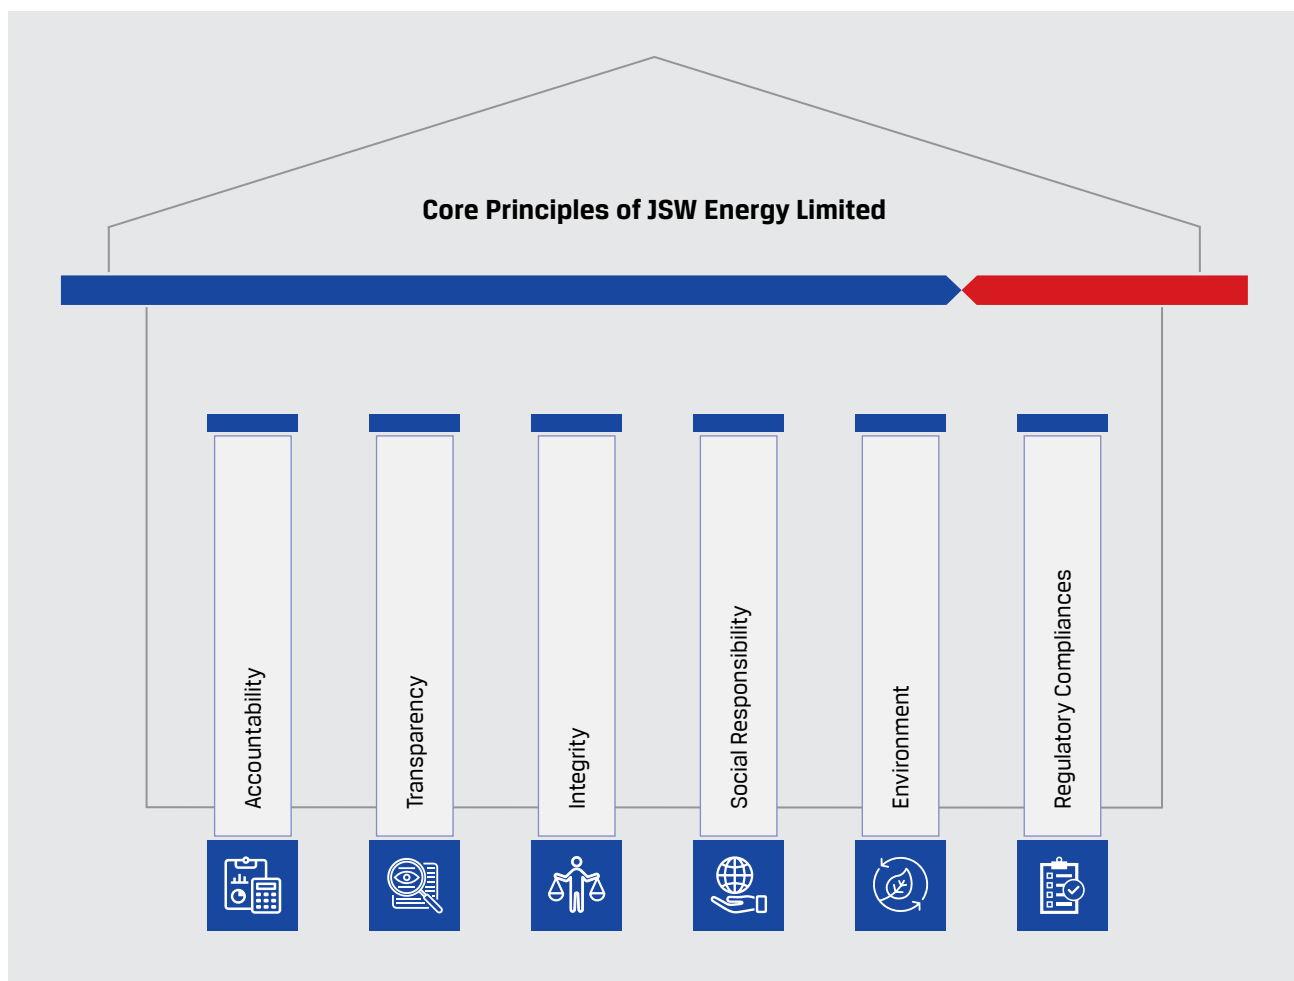 Core Principles of JSW Energy Limited
Accountability
Transparency
Integrity
Social Responsibility
Environment
Regulatory Compliances